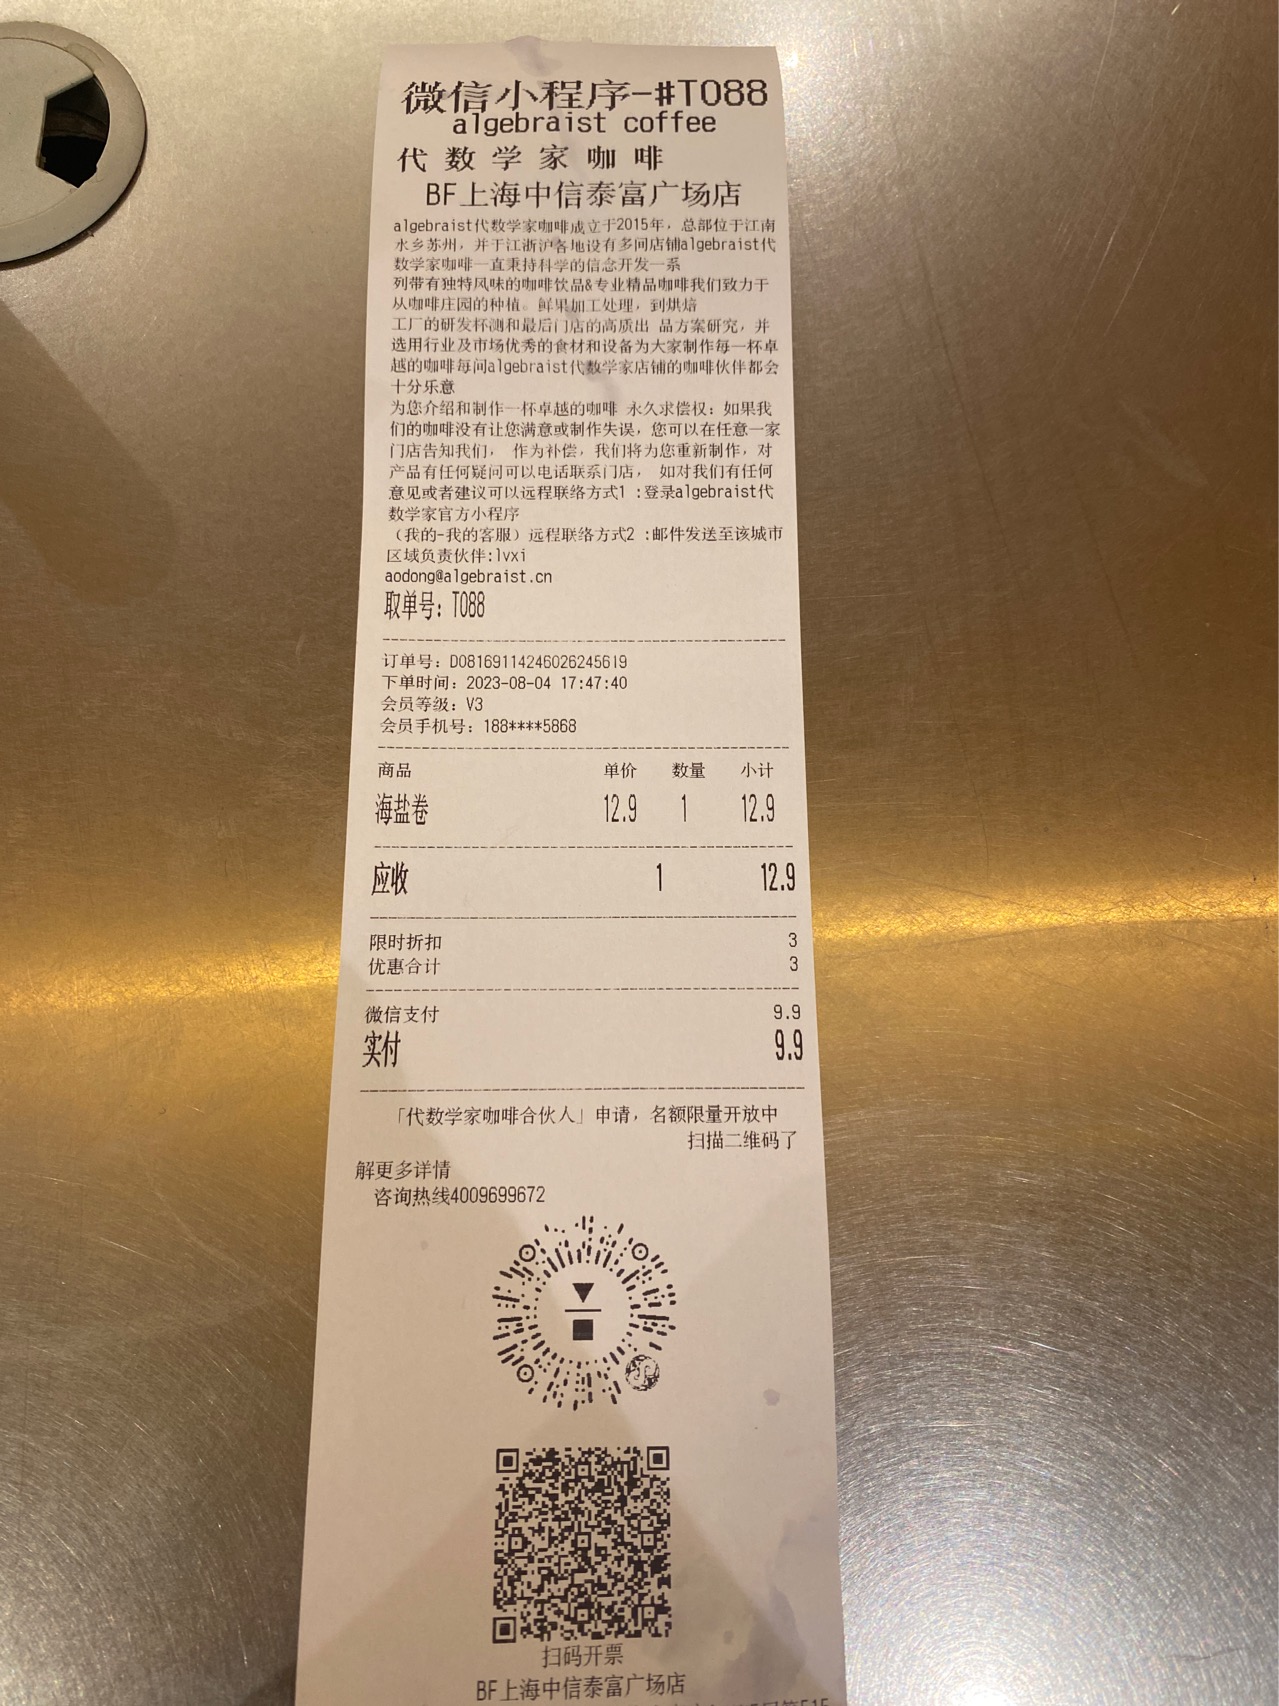 微信小程序-#T088
algebraist coffee
代数学家咖啡
BF上海中信泰富广场店
algebraist代数学家咖啡成立于2015年，总部位于江南
水乡苏州，并于江浙沪各地设有多间店铺algebraist代
数学家咖啡一直秉持科学的信念开发一系
列带有独特风味的咖啡饮品&专业精品咖啡我们致力于
从咖啡庄园的种植。鲜果加工处理，到烘焙
工厂的研发杯测和最后门店的高质出 品方案研究，并
选用行业及市场优秀的食材和设备为大家制作每一杯卓
越的咖啡每间algebraist代数学家店铺的咖啡伙伴都会
十分乐意
为您介绍和制作一杯卓越的咖啡 永久求偿权：如果我
们的咖啡没有让您满意或制作失误，您可以在任意一家
门店告知我们， 作为补偿，我们将为您重新制作，对
产品有任何疑问可以电话联系门店， 如对我们有任何
意见或者建议可以远程联络方式1 :登录algebraist代
数学家官方小程序
（我的-我的客服）远程联络方式2 :邮件发送至该城市
区域负责伙伴:lvxi
aodong@algebraist.cn
取单号：T088
订单号：D08169114246026245619
下单时间：2023-08-04 17:47:40
会员等级：V3
会员手机号：188****5868
商品 单价 数量 小计
海盐卷 12.9 1 12.9
应收 1 12.9
限时折扣 3
优惠合计 3
微信支付 9.9
实付 9.9
「代数学家咖啡合伙人」申请，名额限量开放中
扫描二维码了
解更多详情
咨询热线4009699672
扫码开票
BF上海中信泰富广场店